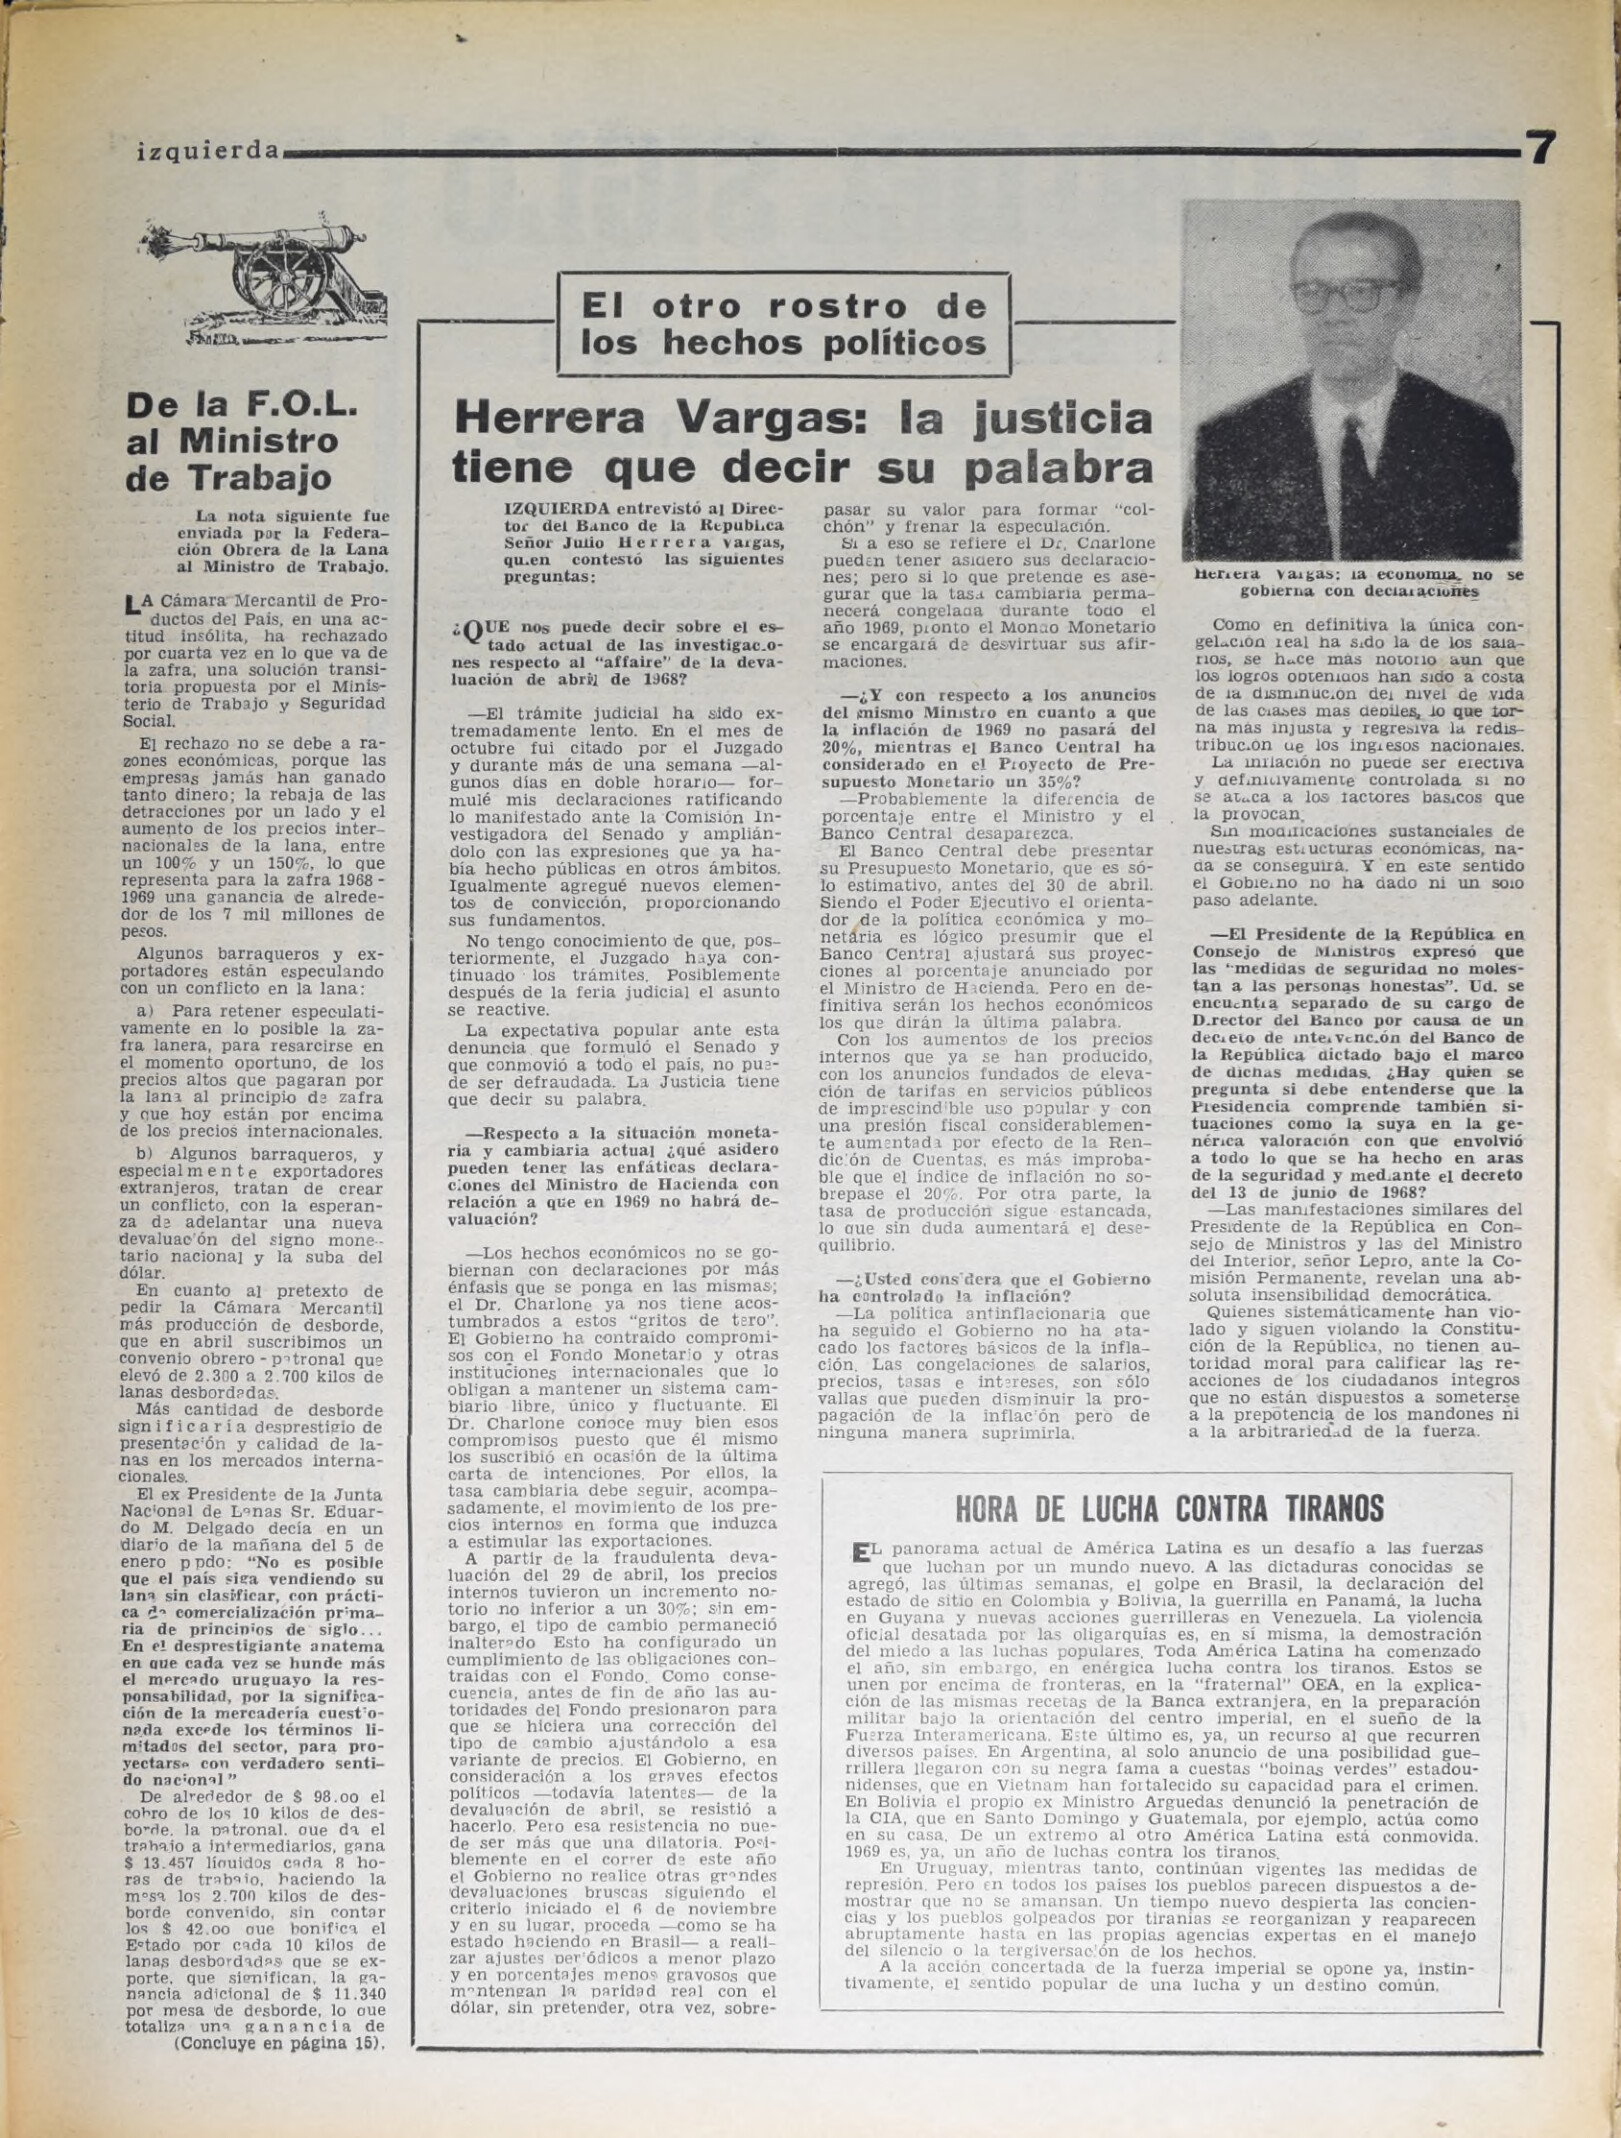 izquierda
7
De la F.O.L.
al Ministro
de Trabajo
La nota siguiente fue
enviada por la Federa-
ción Obrera de la Lana
al Ministro de Trabajo.
LA Cámara Mercantil de Pro-
ductos del País, en una ac-
titud insólita, ha rechazado
por cuarta vez en lo que va de
la zafra, una solución transi-
toria propuesta por el Minis-
terio de Trabajo y Seguridad
Social.
El rechazo no se debe a ra-
zones económicas, porque las
empresas jamás han ganado
tanto dinero; la rebaja de las
detracciones por un lado y el
aumento de los precios inter-
nacionales de la lana, entre
un 100% y un 150%, lo que
representa para la zafra 1968-
1969 una ganancia de alrede-
dor de los 7 mil millones de
pesos.
Algunos barraqueros y ex-
portadores están especulando
con un conflicto en la lana:
a) Para retener especulati-
vamente en lo posible la za-
fra lanera, para resarcirse en
el momento oportuno, de los
precios altos que pagaran por
la lana al principio de zafra
y que hoy están por encima
de los precios internacionales.
b) Algunos barraqueros, y
especialmente exportadores
extranjeros, tratan de crear
un conflicto, con la esperan-
za de adelantar una nueva
devaluación del signo mone-
tario nacional y la suba del
dólar.
En cuanto al pretexto de
pedir la Cámara Mercantil
más producción de desborde,
que en abril suscribimos un
convenio obrero-patronal que
elevó de 2.300 a 2.700 kilos de
lanas desbordadas.
Más cantidad de desborde
significaría desprestigio de
presentación y calidad de la-
nas en los mercados interna-
cionales.
El ex Presidente de la Junta
Nacional de Lanas Sr. Eduar-
do M. Delgado decía en un
diario de la mañana del 5 de
enero ppdo: "No es posible
que el país siga vendiendo su
lana sin clasificar, con prácti-
ca de comercialización prima-
ria de principios de siglo...
En el desprestigiante anatema
en que cada vez se hunde más
el mercado uruguayo la res-
ponsabilidad, por la significa-
ción de la mercadería cuestio-
nada excede los términos li-
mitados del sector, para pro-
yectarse con verdadero senti-
do nacional"
De alrededor de $ 98.00 el
cobro de los 10 kilos de des-
borde, la patronal, que da el
trabajo a intermediarios, gana
$ 13.457 líquidos cada 8 ho-
ras de trabajo, haciendo la
mesa los 2.700 kilos de des-
borde convenido, sin contar
los $ 42.00 que bonifica el
Estado por cada 10 kilos de
lanas desbordadas que se ex-
porte, que significan, la ga-
nancia adicional de $ 11.340
por mesa de desborde, lo que
totaliza una ganancia de
(Concluye en página 15).
El otro rostro de
los hechos políticos
Herrera Vargas: la justicia
tiene que decir su palabra
IZQUIERDA entrevistó al Direc-
tor del Banco de la República
Señor Julio Herrera Vargas,
quien contestó las siguientes
preguntas:
¿QUE nos puede decir sobre el es-
tado actual de las investigacio-
nes respecto al "affaire" de la deva-
luación de abril de 1968?
—El trámite judicial ha sido ex-
tremadamente lento. En el mes de
octubre fui citado por el Juzgado
y durante más de una semana —al-
gunos días en doble horario— for-
mulé mis declaraciones ratificando
lo manifestado ante la Comisión In-
vestigadora del Senado y amplián-
dolo con las expresiones que ya ha-
bía hecho públicas en otros ámbitos.
Igualmente agregué nuevos elemen-
tos de convicción, proporcionando
sus fundamentos.
No tengo conocimiento de que, pos-
teriormente, el Juzgado haya con-
tinuado los trámites. Posiblemente
después de la feria judicial el asunto
se reactive.
La expectativa popular ante esta
denuncia que formuló el Senado y
que conmovió a todo el país, no pue-
de ser defraudada. La Justicia tiene
que decir su palabra.
—Respecto a la situación moneta-
ria y cambiaria actual ¿qué asidero
pueden tener las enfáticas declara-
ciones del Ministro de Hacienda con
relación a que en 1969 no habrá de-
valuación?
—Los hechos económicos no se go-
biernan con declaraciones por más
énfasis que se ponga en las mismas;
el Dr. Charlone ya nos tiene acos-
tumbrados a estos "gritos de tero".
El Gobierno ha contraido compromi-
sos con el Fondo Monetario y otras
instituciones internacionales que lo
obligan a mantener un sistema cam-
biario libre, único y fluctuante. El
Dr. Charlone conoce muy bien esos
compromisos puesto que él mismo
los suscribió en ocasión de la última
carta de intenciones. Por ellos, la
tasa cambiaria debe seguir, acompa-
sadamente, el movimiento de los pre-
cios internos en forma que induzca
a estimular las exportaciones.
A partir de la fraudulenta deva-
luación del 29 de abril, los precios
internos tuvieron un incremento no-
torio no inferior a un 30%; sin em-
bargo, el tipo de cambio permaneció
inalterado Esto ha configurado un
cumplimiento de las obligaciones con-
traídas con el Fondo. Como conse-
cuencia, antes de fin de año las au-
toridades del Fondo presionaron para
que se hiciera una corrección del
tipo de cambio ajustándolo a esa
variante de precios. El Gobierno, en
consideración a los graves efectos
políticos —todavía latentes— de la
devaluación de abril, se resistió a
hacerlo. Pero esa resistencia no pue-
de ser más que una dilatoria. Posi-
blemente en el correr de este año
el Gobierno no realice otras grandes
devaluaciones bruscas siguiendo el
criterio iniciado el 6 de noviembre
y en su lugar, proceda —como se ha
estado haciendo en Brasil— a reali-
zar ajustes periódicos a menor plazo
y en porcentajes menos gravosos que
mantengan la paridad real con el
dólar, sin pretender, otra vez, sobre-
pasar su valor para formar "col-
chón" y frenar la especulación.
Si a eso se refiere el Dr. Charlone
pueden tener asidero sus declaracio-
nes; pero si lo que pretende es ase-
gurar que la tasa cambiaria perma-
necerá congelada durante todo el
año 1969, pronto el Mondo Monetario
se encargará de desvirtuar sus afir-
maciones.
—¿Y con respecto a los anuncios
del mismo Ministro en cuanto a que
la inflación de 1969 no pasará del
20%, mientras el Banco Central ha
considerado en el Proyecto de Pre-
supuesto Monetario un 35%?
—Probablemente la diferencia de
porcentaje entre el Ministro y el
Banco Central desaparezca.
El Banco Central debe presentar
su Presupuesto Monetario, que es só-
lo estimativo, antes del 30 de abril.
Siendo el Poder Ejecutivo el orienta-
dor de la política económica y mo-
netaria es lógico presumir que el
Banco Central ajustará sus proyec-
ciones al porcentaje anunciado por
el Ministro de Hacienda. Pero en de-
finitiva serán los hechos económicos
los que dirán la última palabra.
Con los aumentos de los precios
internos que ya se han producido,
con los anuncios fundados de eleva-
ción de tarifas en servicios públicos
de imprescindible uso popular y con
una presión fiscal considerablemen-
te aumentada por efecto de la Ren-
dición de Cuentas, es más improba-
ble que el índice de inflación no so-
brepase el 20%. Por otra parte, la
tasa de producción sigue estancada,
lo que sin duda aumentará el dese-
quilibrio.
—¿Usted considera que el Gobierno
ha controlado la inflación?
—La política antinflacionaria que
ha seguido el Gobierno no ha ata-
cado los factores básicos de la infla-
ción. Las congelaciones de salarios,
precios, tasas e intereses, son sólo
vallas que pueden disminuir la pro-
pagación de la inflación pero de
ninguna manera suprimirla.
Herrera Vargas: la economía no se
gobierna con declaraciones
Como en definitiva la única con-
gelación real ha sido la de los sala-
rios, se hace más notorio aun que
los logros obtenidos han sido a costa
de la disminución del nivel de vida
de las clases mas débiles, lo que tor-
na más injusta y regresiva la redis-
tribución de los ingresos nacionales.
La inflación no puede ser efectiva
y definitivamente controlada si no
se ataca a los factores básicos que
la provocan.
Sin modificaciones sustanciales de
nuestras estructuras económicas, na-
da se conseguirá. Y en este sentido
el Gobierno no ha dado ni un solo
paso adelante.
—El Presidente de la República en
Consejo de Ministros expresó que
las "medidas de seguridad no moles-
tan a las personas honestas". Ud. se
encuentra separado de su cargo de
Director del Banco por causa de un
decreto de intervención del Banco de
la República dictado bajo el marco
de dichas medidas. ¿Hay quien se
pregunta si debe entenderse que la
Presidencia comprende también si-
tuaciones como la suya en la ge-
nérica valoración con que envolvió
a todo lo que se ha hecho en aras
de la seguridad y mediante el decreto
del 13 de junio de 1968?
—Las manifestaciones similares del
Presidente de la República en Con-
sejo de Ministros y las del Ministro
del Interior, señor Lepro, ante la Co-
misión Permanente, revelan una ab-
soluta insensibilidad democrática.
Quienes sistemáticamente han vio-
lado y siguen violando la Constitu-
ción de la República, no tienen au-
toridad moral para calificar las re-
acciones de los ciudadanos integros
que no están dispuestos a someterse
a la prepotencia de los mandones ni
a la arbitrariedad de la fuerza.
HORA DE LUCHA CONTRA TIRANOS
EL panorama actual de América Latina es un desafío a las fuerzas
que luchan por un mundo nuevo. A las dictaduras conocidas se
agregó, las últimas semanas, el golpe en Brasil, la declaración del
estado de sitio en Colombia y Bolivia, la guerrilla en Panamá, la lucha
en Guyana y nuevas acciones guerrilleras en Venezuela. La violencia
oficial desatada por las oligarquías es, en sí misma, la demostración
del miedo a las luchas populares. Toda América Latina ha comenzado
el año, sin embargo, en enérgica lucha contra los tiranos. Estos se
unen por encima de fronteras, en la "fraternal" OEA, en la explica-
ción de las mismas recetas de la Banca extranjera, en la preparación
militar bajo la orientación del centro imperial, en el sueño de la
Fuerza Interamericana. Este último es, ya, un recurso al que recurren
diversos países. En Argentina, al solo anuncio de una posibilidad gue-
rrillera llegaron con su negra fama a cuestas "boinas verdes" estadou-
nidenses, que en Vietnam han fortalecido su capacidad para el crimen.
En Bolivia el propio ex Ministro Arguedas denunció la penetración de
la CIA, que en Santo Domingo y Guatemala, por ejemplo, actúa como
en su casa. De un extremo al otro América Latina está conmovida.
1969 es, ya, un año de luchas contra los tiranos.
En Uruguay, mientras tanto, continúan vigentes las medidas de
represión. Pero en todos los países los pueblos parecen dispuestos a de-
mostrar que no se amansan. Un tiempo nuevo despierta las concien-
cias y los pueblos golpeados por tiranías se reorganizan y reaparecen
abruptamente hasta en las propias agencias expertas en el manejo
del silencio o la tergiversación de los hechos.
A la acción concertada de la fuerza imperial se opone ya, instin-
tivamente, el sentido popular de una lucha y un destino común.